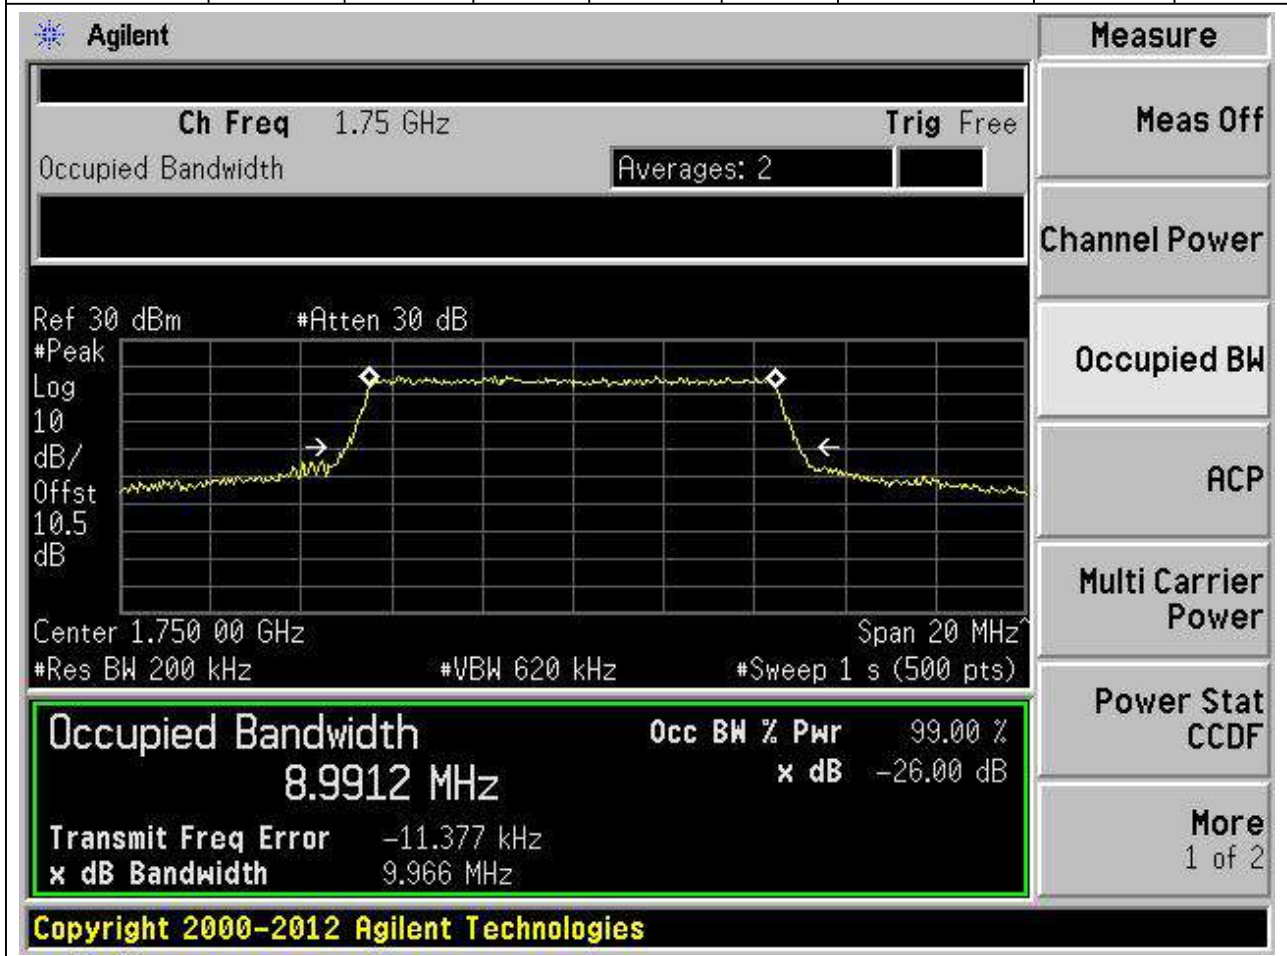 Agilent
Measure
Ch Freq 1.75 GHz Trig Free
Occupied Bandwidth Averages: 2
Meas Off
Channel Power
Occupied BW
ACP
Multi Carrier
Power
Power Stat
CCDF
More
1 of 2
Ref 30 dBm #Atten 30 dB
#Peak
Log
10
dB/
Offst
10.5
dB
Center 1.750 00 GHz Span 20 MHz^
#Res BW 200 kHz #VBW 620 kHz #Sweep 1 s (500 pts)
Occupied Bandwidth Occ BW % Pwr 99.00 %
8.9912 MHz x dB -26.00 dB
Transmit Freq Error -11.377 kHz
x dB Bandwidth 9.966 MHz
Copyright 2000-2012 Agilent Technologies